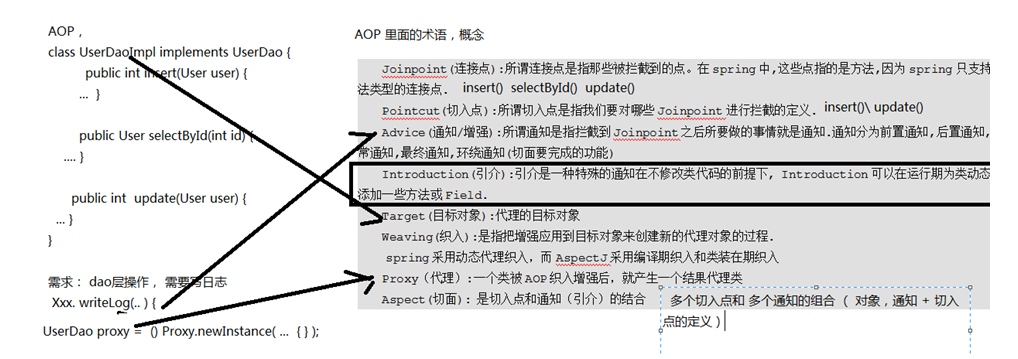 AOP ，
class UserDaoImpl implements UserDao {
public int insert(User user) {
... }
public User selectById(int id) {
.... }
public int update(User user) {
... }
}
需求： dao层操作， 需要写日志
Xxx. writeLog(.. ) {
UserDao proxy = () Proxy.newInstance( ... { } );
AOP 里面的术语，概念
Joinpoint(连接点):所谓连接点是指那些被拦截到的点。在 spring 中,这些点指的是方法,因为 spring 只支持
法类型的连接点. insert() selectById() update()
Pointcut(切入点):所谓切入点是指我们要对哪些 Joinpoint 进行拦截的定义. insert()\ update()
Advice(通知/增强):所谓通知是指拦截到 Joinpoint 之后所要做的事情就是通知.通知分为前置通知,后置通知,
常通知,最终通知,环绕通知(切面要完成的功能)
Introduction(引介):引介是一种特殊的通知在不修改类代码的前提下, Introduction 可以在运行期为类动态
添加一些方法或 Field.
Target(目标对象):代理的目标对象
Weaving(织入):是指把增强应用到目标对象来创建新的代理对象的过程.
spring 采用动态代理织入，而 AspectJ 采用编译期织入和类装在期织入
Proxy（代理）:一个类被 AOP 织入增强后，就产生一个结果代理类
Aspect(切面): 是切入点和通知（引介）的结合
多个切入点和 多个通知的组合 （ 对象，通知 + 切入
点的定义）